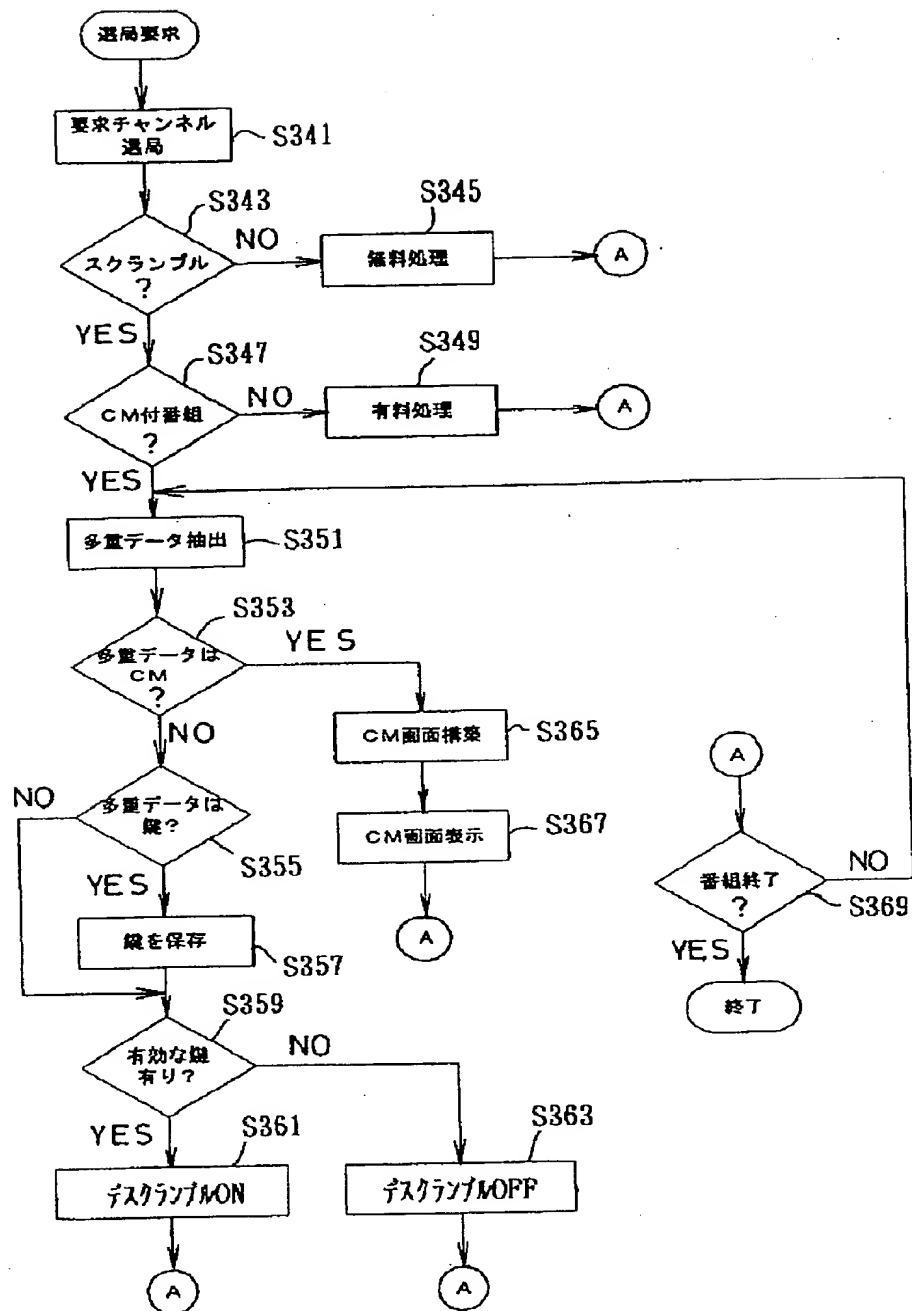 選局要求
要求チャンネル
選局
S341
S343
スクランブル
?
NO
S345
無料処理
A
YES
S347
CM付番組
?
NO
S349
有料処理
A
YES
多重データ抽出
S351
S353
多重データは
CM
?
YES
NO
CM画面構築
S365
CM画面表示
S367
A
NO
多重データは
鍵?
S355
YES
鍵を保存
S357
S359
有効な鍵
有り?
NO
YES
S361
デスクランブルON
A
S363
デスクランブルOFF
A
A
番組終了
?
NO
S369
YES
終了